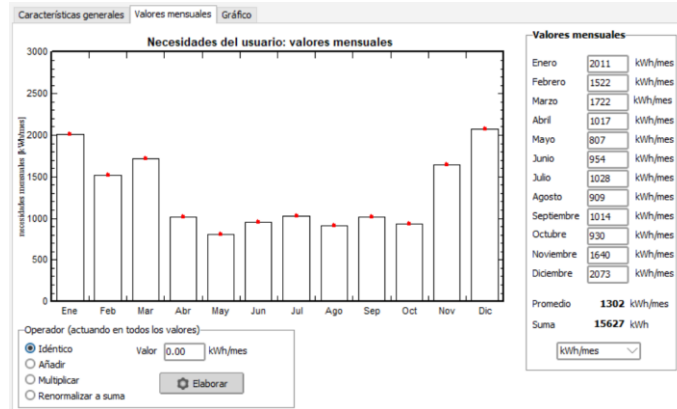 Características generales Valores mensuales Gráfico
Necesidades del usuario: valores mensuales
necesidades mensuales [kWh/mes]
3000
2500
2000
1500
1000
500
0
Ene Feb Mar Abr May Jun Jul Ago Sep Oct Nov Dic
Operador (actuando en todos los valores)
Idéntico
Añadir
Multiplicar
Renormalizar a suma
Valor 0.00 kWh/mes
Elaborar
Valores mensuales
Enero 2011 kWh/mes
Febrero 1522 kWh/mes
Marzo 1722 kWh/mes
Abril 1017 kWh/mes
Mayo 807 kWh/mes
Junio 954 kWh/mes
Julio 1028 kWh/mes
Agosto 909 kWh/mes
Septiembre 1014 kWh/mes
Octubre 930 kWh/mes
Noviembre 1640 kWh/mes
Diciembre 2073 kWh/mes
Promedio 1302 kWh/mes
Suma 15627 kWh
kWh/mes